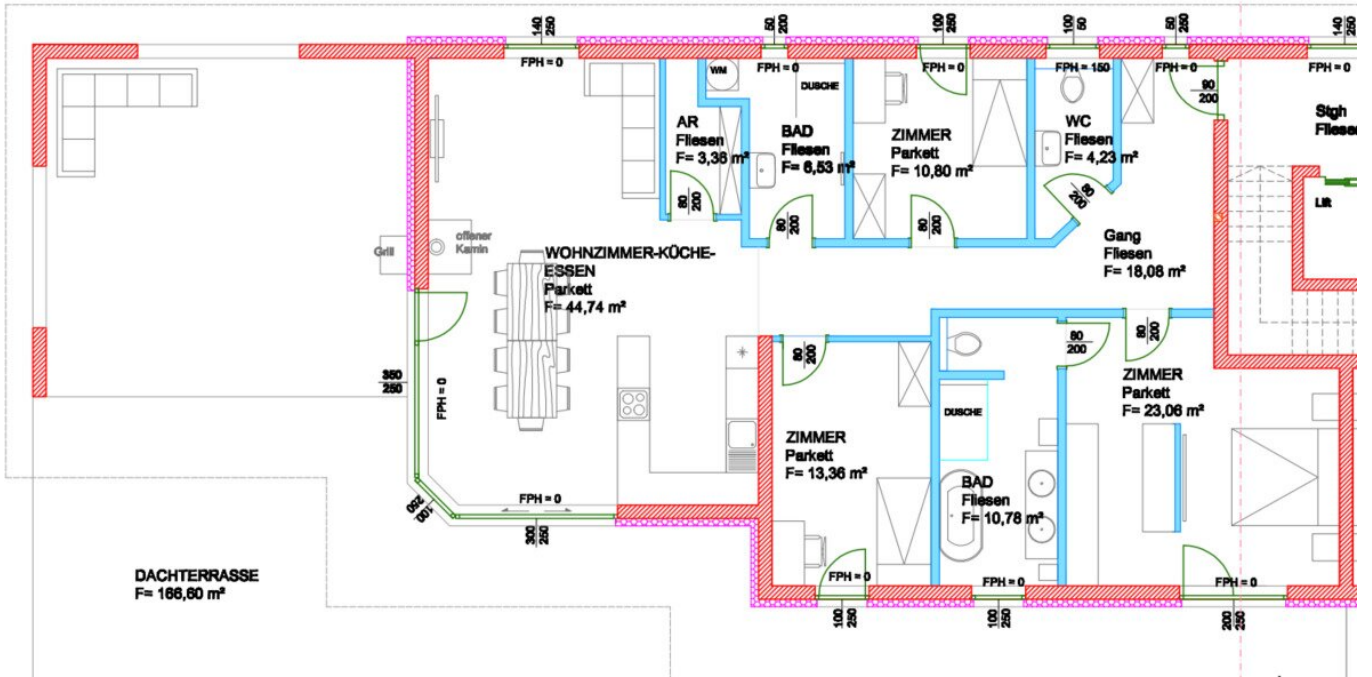 140
250
50
200
100
250
100
50
50
250
140
250
FPH = 0
FPH = 0
FPH = 0
FPH = 150
FPH = 0
FPH = 0
WM
DUSCHE
90
200
AR
Fliesen
F= 3,36 m²
BAD
Fliesen
F= 6,53 m²
ZIMMER
Parkett
F= 10,80 m²
WC
Fliesen
F= 4,23 m²
Stgh
Fliesen
Lift
80
200
80
200
80
200
80
200
offener
Kamin
Grill
WOHNZIMMER-KÜCHE-
ESSEN
Parkett
F= 44,74 m²
Gang
Fliesen
F= 18,08 m²
350
250
FPH = 0
80
200
80
200
80
200
ZIMMER
Parkett
F= 23,06 m²
DUSCHE
ZIMMER
Parkett
F= 13,36 m²
BAD
Fliesen
F= 10,78 m²
FPH = 0
100
250
300
250
DACHTERRASSE
F= 166,60 m²
FPH = 0
FPH = 0
FPH = 0
100
250
100
250
200
250